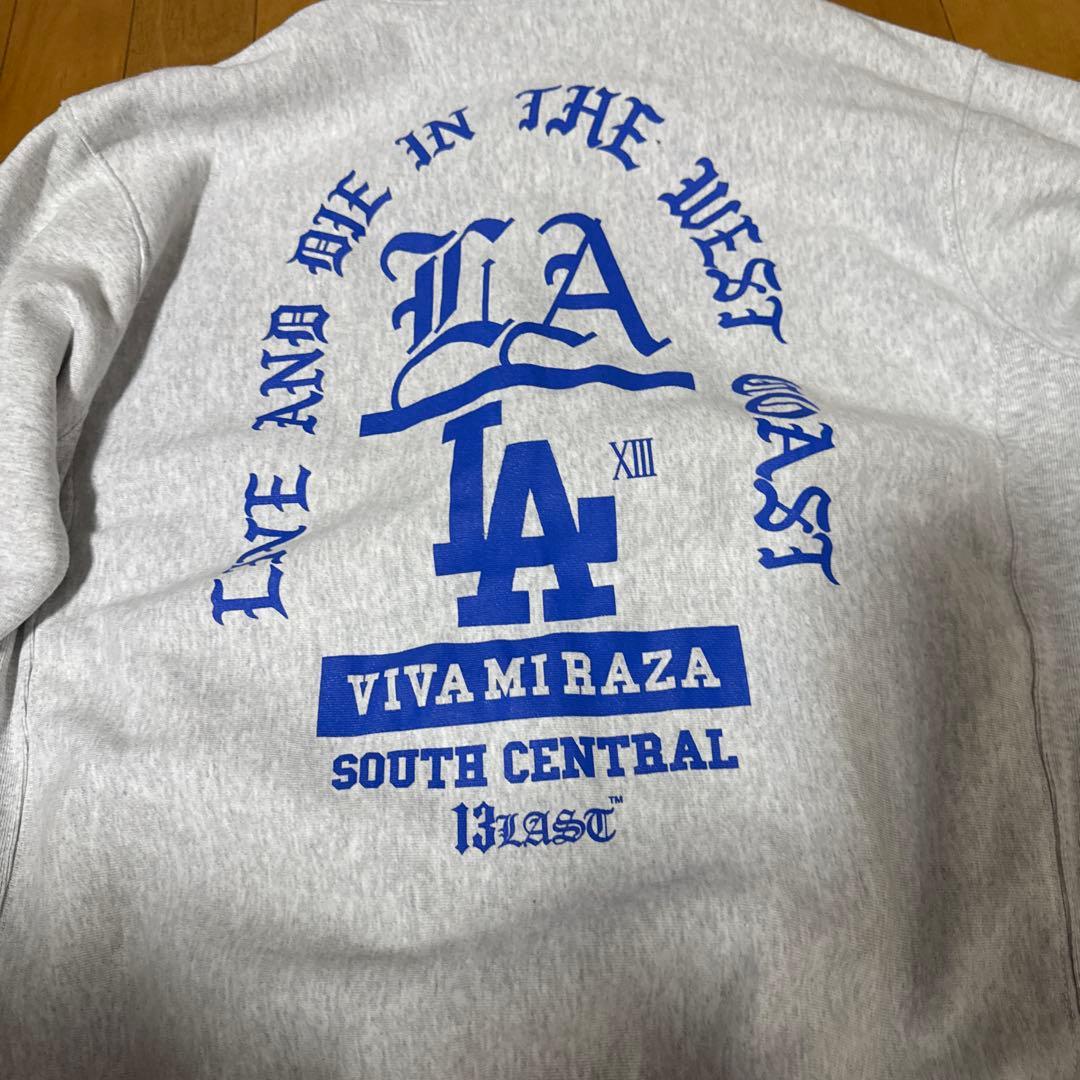 LIVE AND DIE IN THE WEST COAST
LA
LA XIII
VIVA MI RAZA
SOUTH CENTRAL
13LAST™